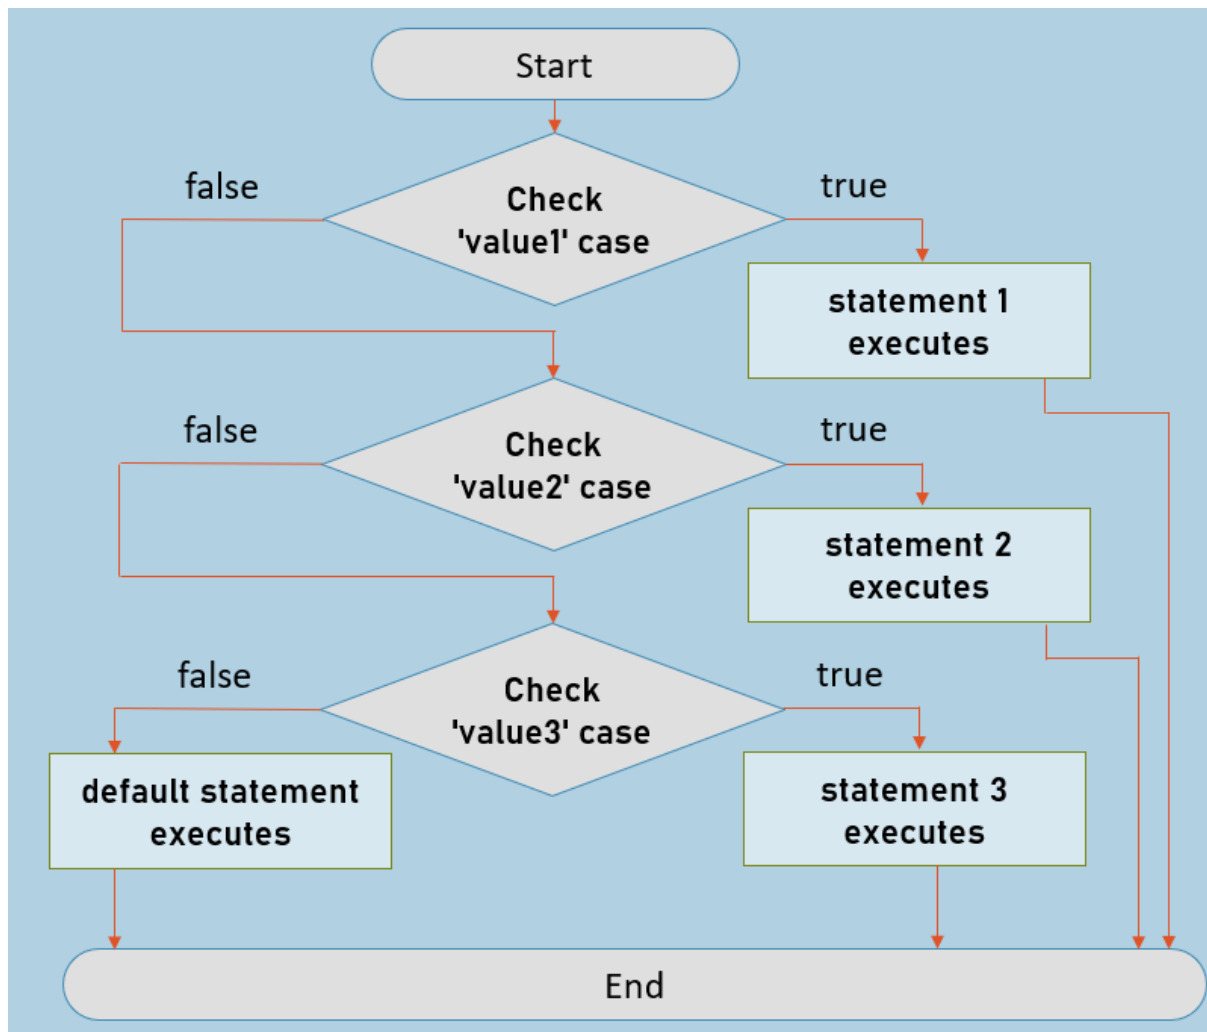 Start
false
true
Check
'value1' case
statement 1
executes
false
true
Check
'value2' case
statement 2
executes
false
true
Check
'value3' case
default statement
executes
statement 3
executes
End